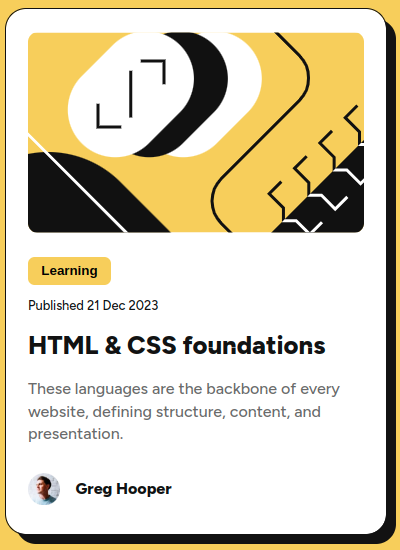 Learning
Published 21 Dec 2023
HTML & CSS foundations
These languages are the backbone of every
website, defining structure, content, and
presentation.
Greg Hooper